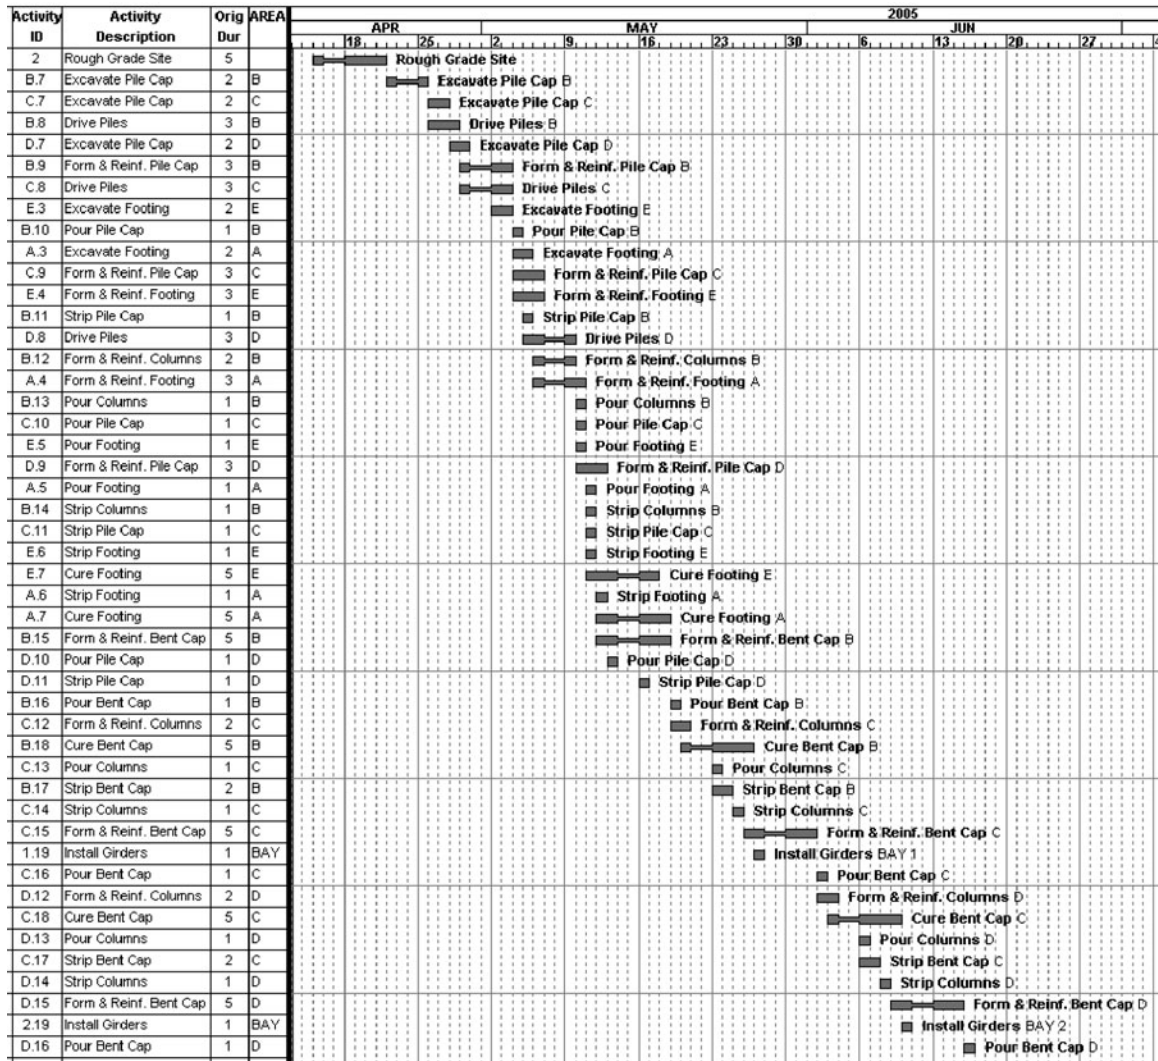 Activity Activity Orig AREA 2005
ID Description Dur APR MAY JUN
18 25 2 9 16 23 30 6 13 20 27 4
2 Rough Grade Site 5 Rough Grade Site
B.7 Excavate Pile Cap 2 B Excavate Pile Cap B
C.7 Excavate Pile Cap 2 C Excavate Pile Cap C
B.8 Drive Piles 3 B Drive Piles B
D.7 Excavate Pile Cap 2 D Excavate Pile Cap D
B.9 Form & Reinf. Pile Cap 3 B Form & Reinf. Pile Cap B
C.8 Drive Piles 3 C Drive Piles C
E.3 Excavate Footing 2 E Excavate Footing E
B.10 Pour Pile Cap 1 B Pour Pile Cap B
A.3 Excavate Footing 2 A Excavate Footing A
C.9 Form & Reinf. Pile Cap 3 C Form & Reinf. Pile Cap C
E.4 Form & Reinf. Footing 3 E Form & Reinf. Footing E
B.11 Strip Pile Cap 1 B Strip Pile Cap B
D.8 Drive Piles 3 D Drive Piles D
B.12 Form & Reinf. Columns 2 B Form & Reinf. Columns B
A.4 Form & Reinf. Footing 3 A Form & Reinf. Footing A
B.13 Pour Columns 1 B Pour Columns B
C.10 Pour Pile Cap 1 C Pour Pile Cap C
E.5 Pour Footing 1 E Pour Footing E
D.9 Form & Reinf. Pile Cap 3 D Form & Reinf. Pile Cap D
A.5 Pour Footing 1 A Pour Footing A
B.14 Strip Columns 1 B Strip Columns B
C.11 Strip Pile Cap 1 C Strip Pile Cap C
E.6 Strip Footing 1 E Strip Footing E
E.7 Cure Footing 5 E Cure Footing E
A.6 Strip Footing 1 A Strip Footing A
A.7 Cure Footing 5 A Cure Footing A
B.15 Form & Reinf. Bent Cap 5 B Form & Reinf. Bent Cap B
D.10 Pour Pile Cap 1 D Pour Pile Cap D
D.11 Strip Pile Cap 1 D Strip Pile Cap D
B.16 Pour Bent Cap 1 B Pour Bent Cap B
C.12 Form & Reinf. Columns 2 C Form & Reinf. Columns C
B.18 Cure Bent Cap 5 B Cure Bent Cap B
C.13 Pour Columns 1 C Pour Columns C
B.17 Strip Bent Cap 2 B Strip Bent Cap B
C.14 Strip Columns 1 C Strip Columns C
C.15 Form & Reinf. Bent Cap 5 C Form & Reinf. Bent Cap C
1.19 Install Girders 1 BAY Install Girders BAY 1
C.16 Pour Bent Cap 1 C Pour Bent Cap C
D.12 Form & Reinf. Columns 2 D Form & Reinf. Columns D
C.18 Cure Bent Cap 5 C Cure Bent Cap C
D.13 Pour Columns 1 D Pour Columns D
C.17 Strip Bent Cap 2 C Strip Bent Cap C
D.14 Strip Columns 1 D Strip Columns D
D.15 Form & Reinf. Bent Cap 5 D Form & Reinf. Bent Cap D
2.19 Install Girders 1 BAY Install Girders BAY 2
D.16 Pour Bent Cap 1 D Pour Bent Cap D